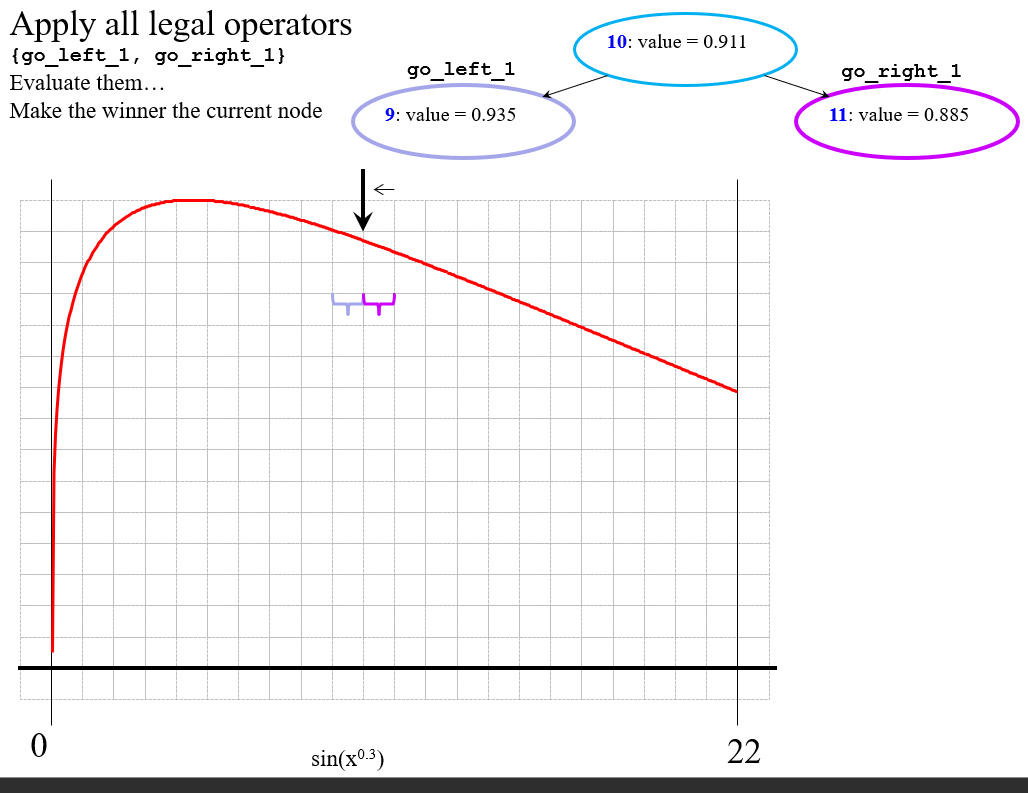 Apply all legal operators
{go_left_1, go_right_1}
Evaluate them…
Make the winner the current node
10: value = 0.911
go_left_1
go_right_1
9: value = 0.935
11: value = 0.885
←
0
sin(x⁰·³)
22